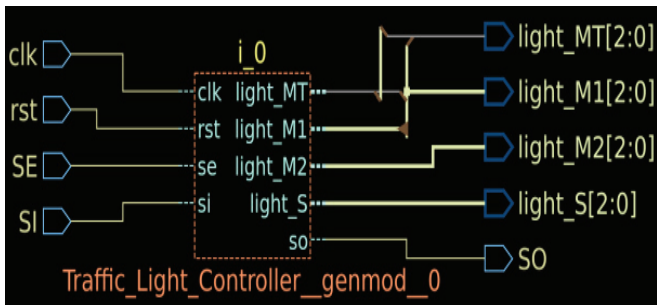 i_0
clk
rst
SE
SI
clk light_MT
rst light_M1
se light_M2
si light_S
so
light_MT[2:0]
light_M1[2:0]
light_M2[2:0]
light_S[2:0]
SO
Traffic_Light_Controller__genmod__0